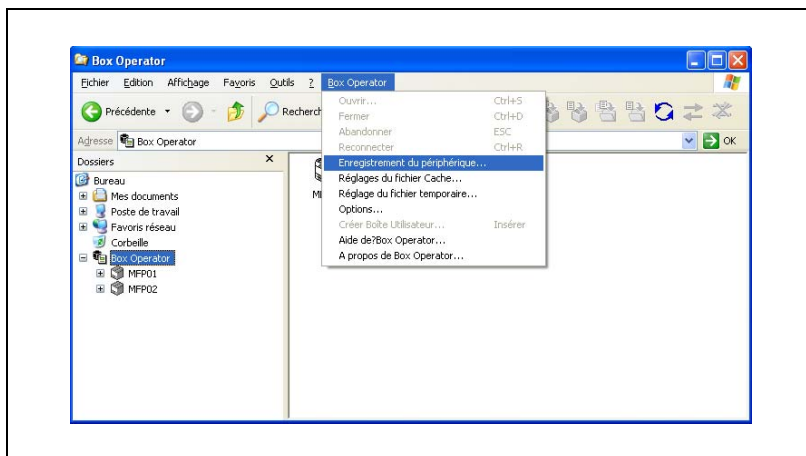 Box Operator
Fichier Edition Affichage Favoris Outils ? Box Operator
Précédente
Adresse Box Operator OK
Dossiers
Bureau
Mes documents
Poste de travail
Favoris réseau
Corbeille
Box Operator
MFP01
MFP02
Ouvrir... Ctrl+S
Fermer Ctrl+D
Abandonner ESC
Reconnecter Ctrl+R
Enregistrement du périphérique...
Réglages du fichier Cache...
Réglage du fichier temporaire...
Options...
Créer Boîte Utilisateur... Insérer
Aide de?Box Operator...
A propos de Box Operator...